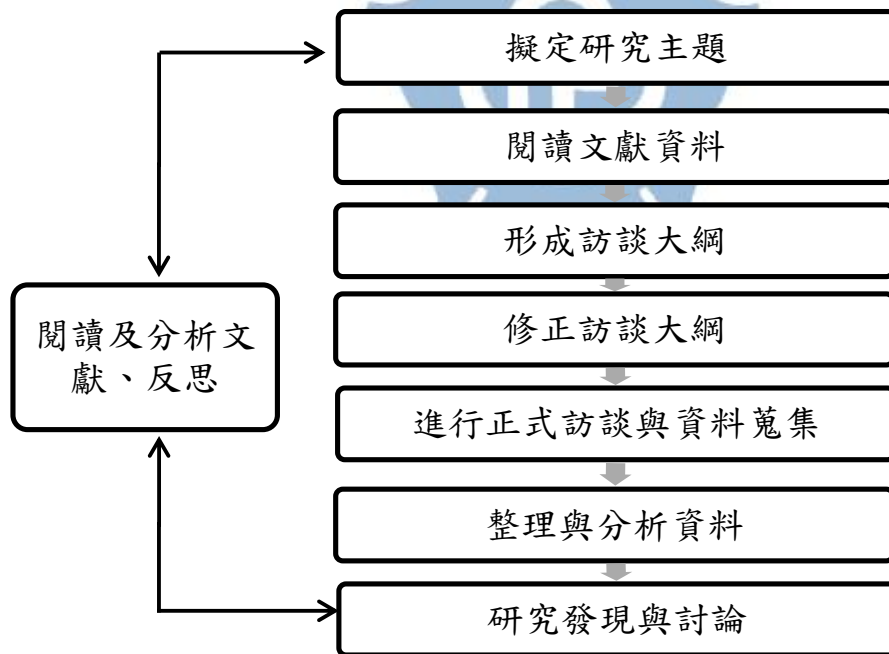 擬定研究主題
閱讀文獻資料
形成訪談大綱
修正訪談大綱
進行正式訪談與資料蒐集
整理與分析資料
研究發現與討論
閱讀及分析文
獻、反思